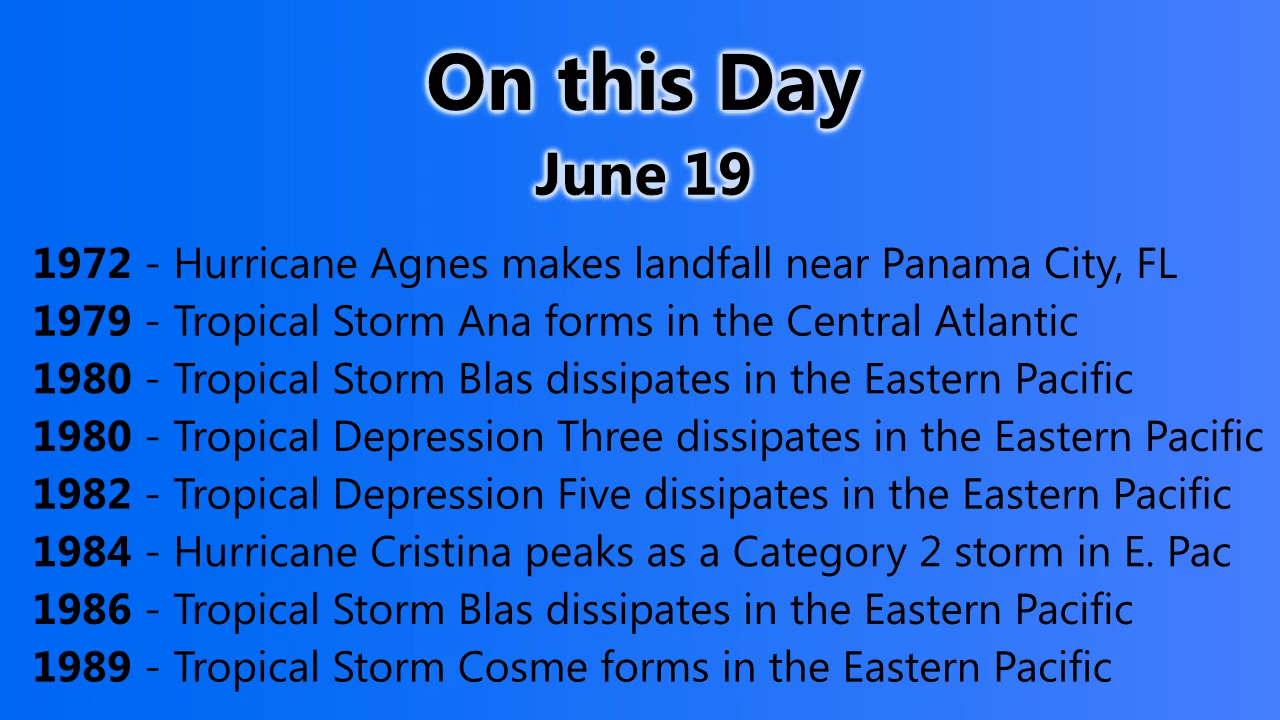 On this Day
June 19
1972 - Hurricane Agnes makes landfall near Panama City, FL
1979 - Tropical Storm Ana forms in the Central Atlantic
1980 - Tropical Storm Blas dissipates in the Eastern Pacific
1980 - Tropical Depression Three dissipates in the Eastern Pacific
1982 - Tropical Depression Five dissipates in the Eastern Pacific
1984 - Hurricane Cristina peaks as a Category 2 storm in E. Pac
1986 - Tropical Storm Blas dissipates in the Eastern Pacific
1989 - Tropical Storm Cosme forms in the Eastern Pacific